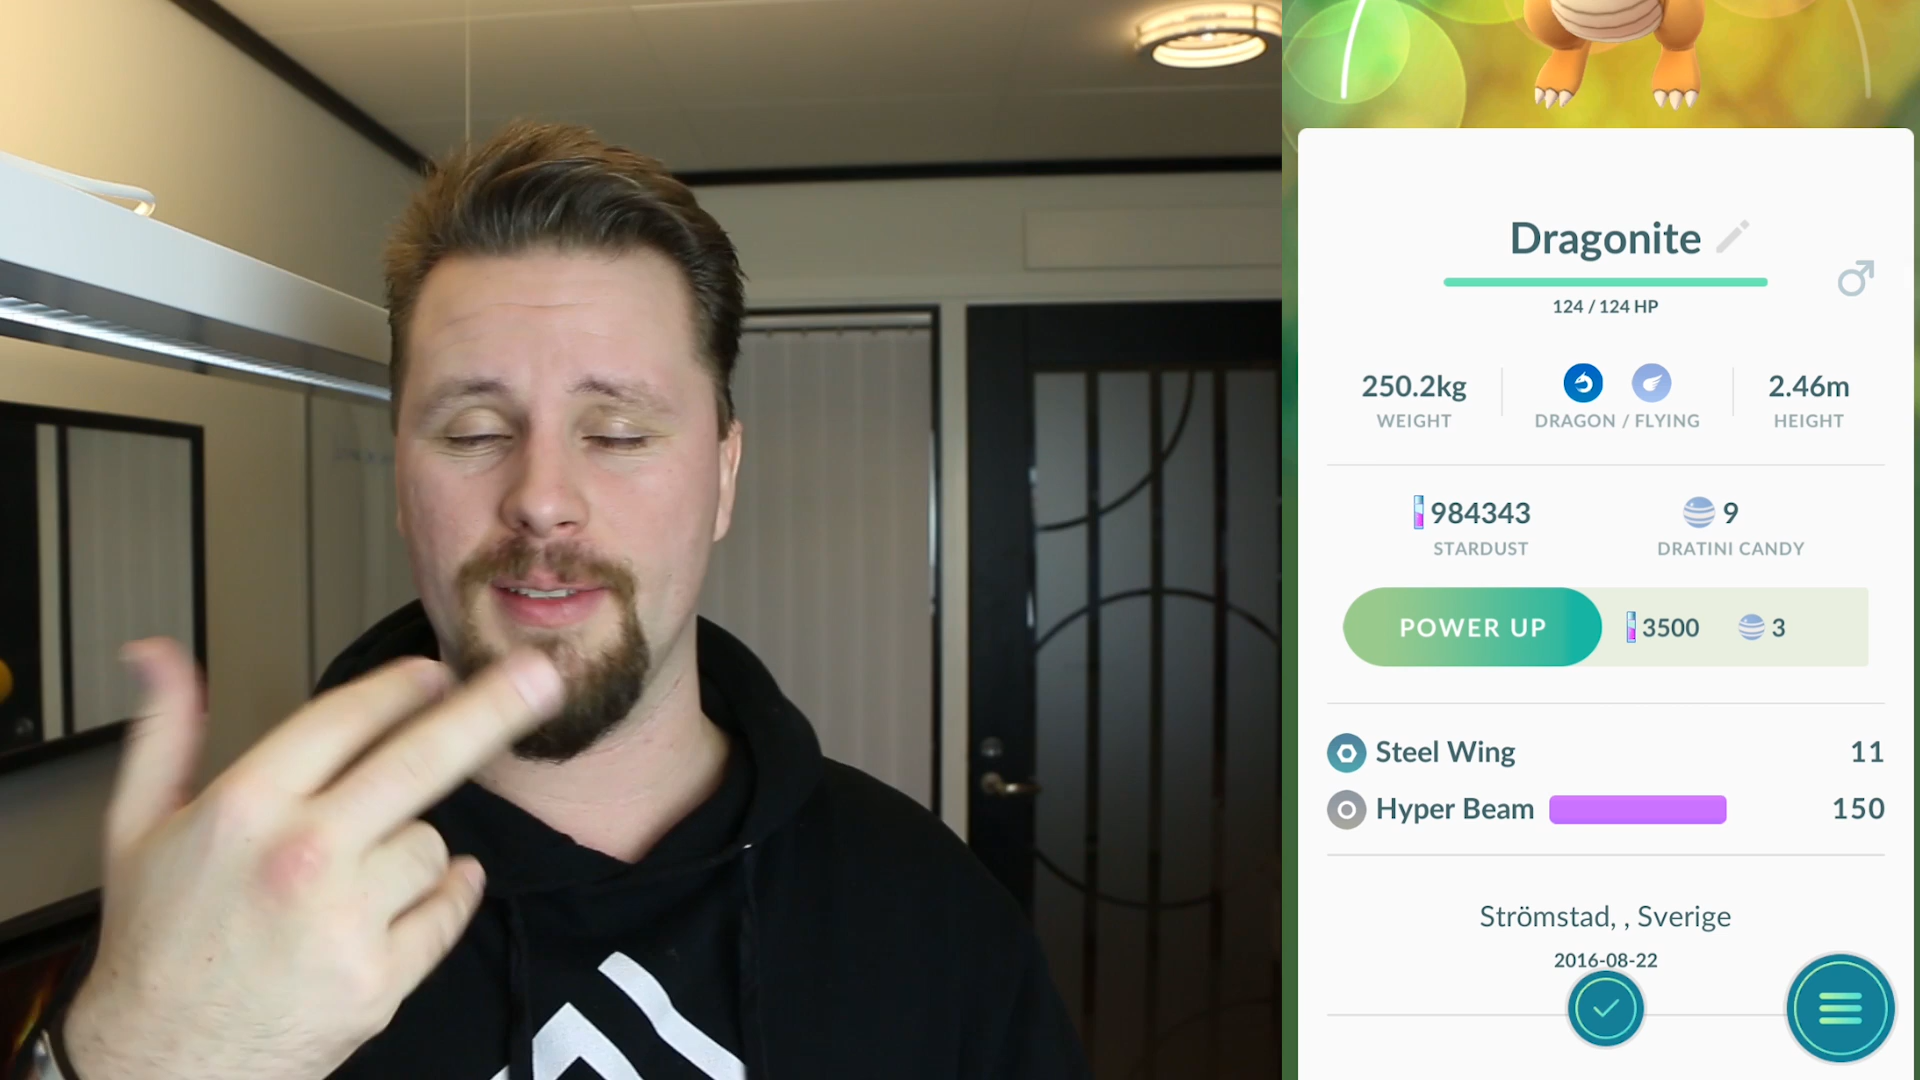 Dragonite
124 / 124 HP
250.2kg
WEIGHT
DRAGON / FLYING
2.46m
HEIGHT
984343
STARDUST
9
DRATINI CANDY
POWER UP
3500
3
Steel Wing
11
Hyper Beam
150
Strömstad, , Sverige
2016-08-22